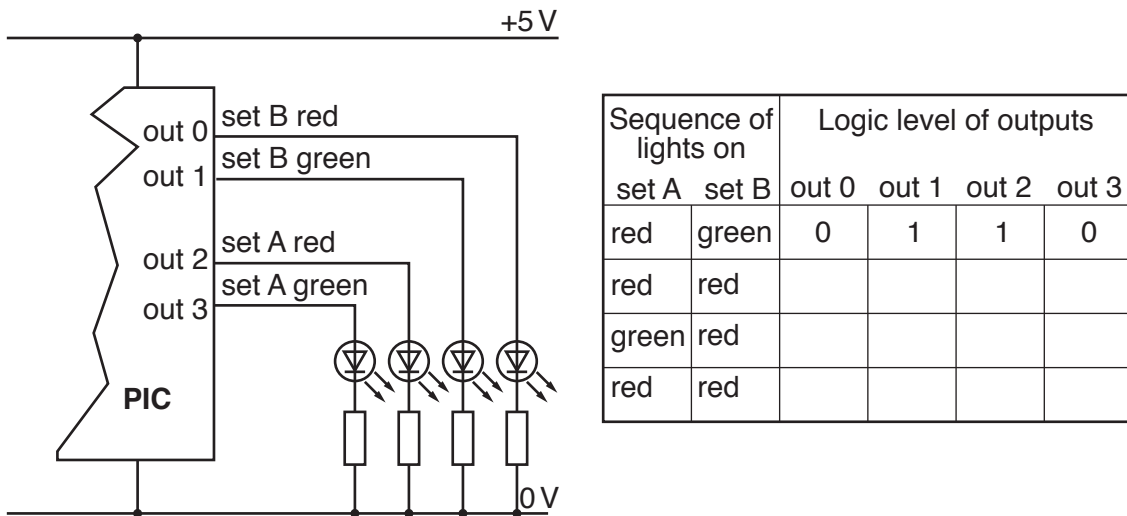 +5 V
out 0
set B red
out 1
set B green
out 2
set A red
out 3
set A green
PIC
0 V
Sequence of
lights on
Logic level of outputs
set A set B out 0 out 1 out 2 out 3
red green 0 1 1 0
red red
green red
red red